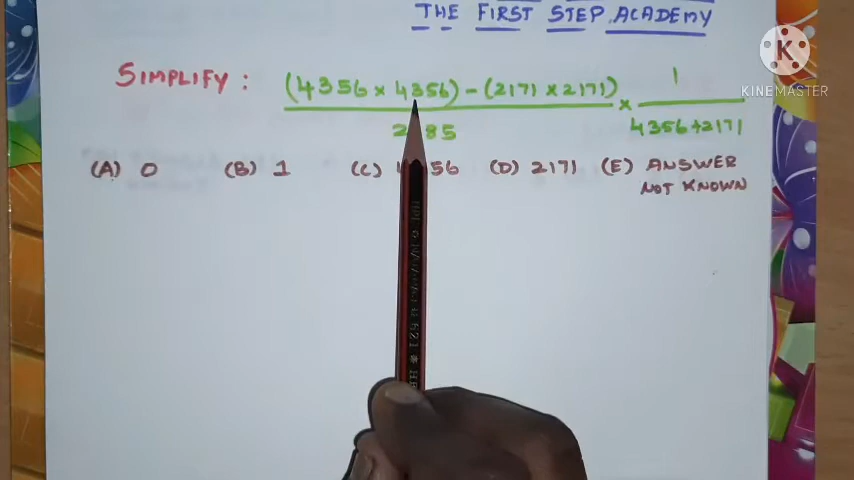 THE FIRST STEP ACADEMY
KINEMASTER
SIMPLIFY : (4356 × 4356) - (2171 × 2171) × 1
4356+2171
(A) 0 (B) 1 (C) (D) 2171 (E) ANSWER
NOT KNOWN